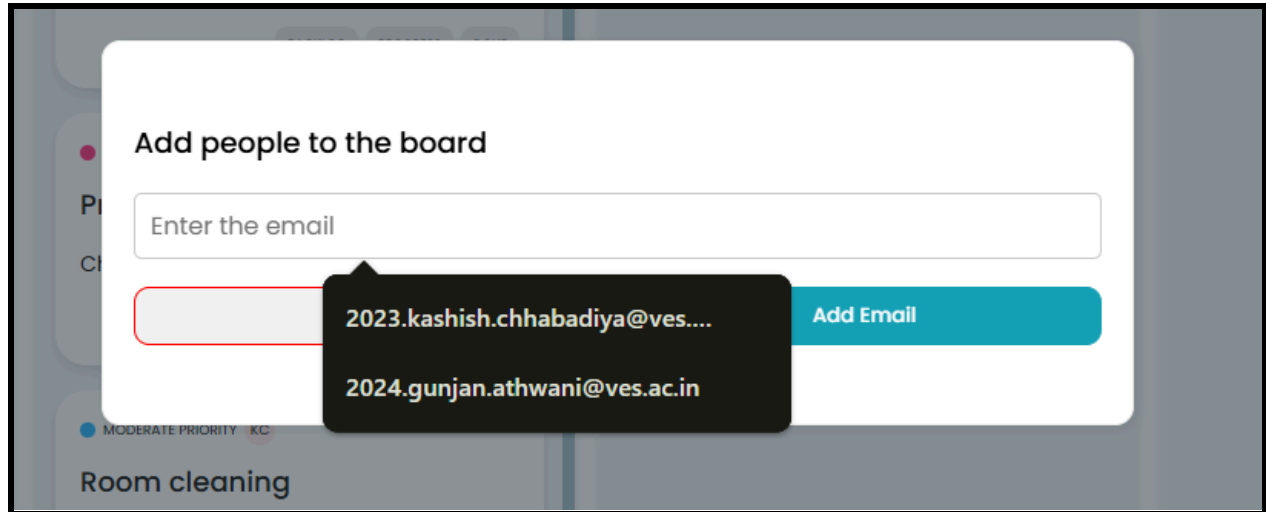 Add people to the board
Enter the email
2023.kashish.chhabadiya@ves....
Add Email
2024.gunjan.athwani@ves.ac.in
MODERATE PRIORITY KC
Room cleaning